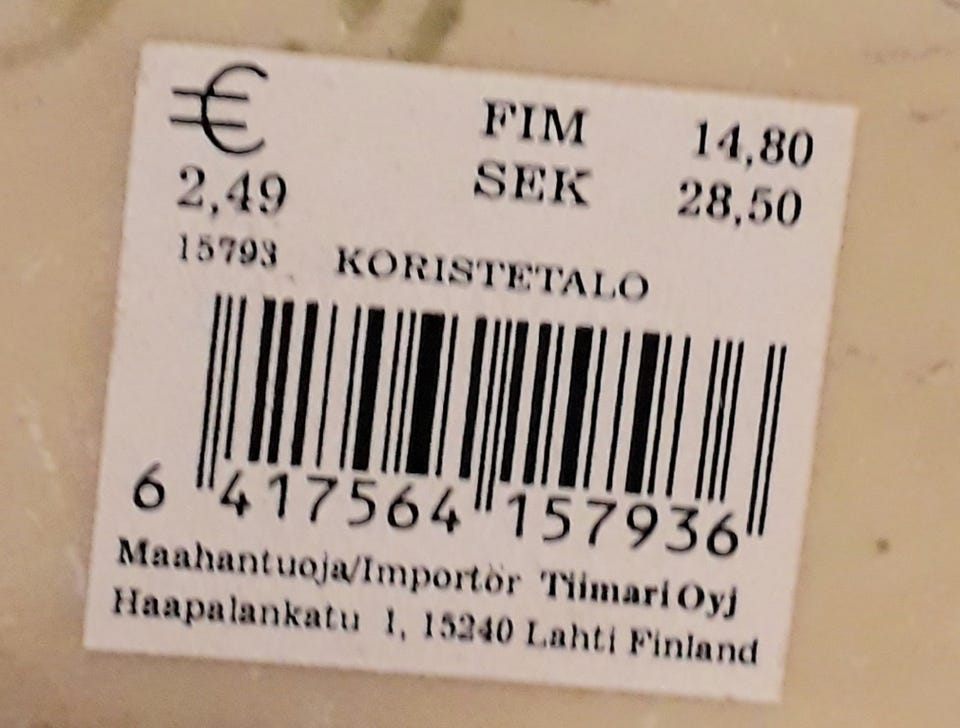 € FIM 14,80
2,49 SEK 28,50
15793 KORISTETALO
6 417564 157936
Maahantuoja/Importör Tiimari Oyj
Haapalankatu 1, 15240 Lahti Finland